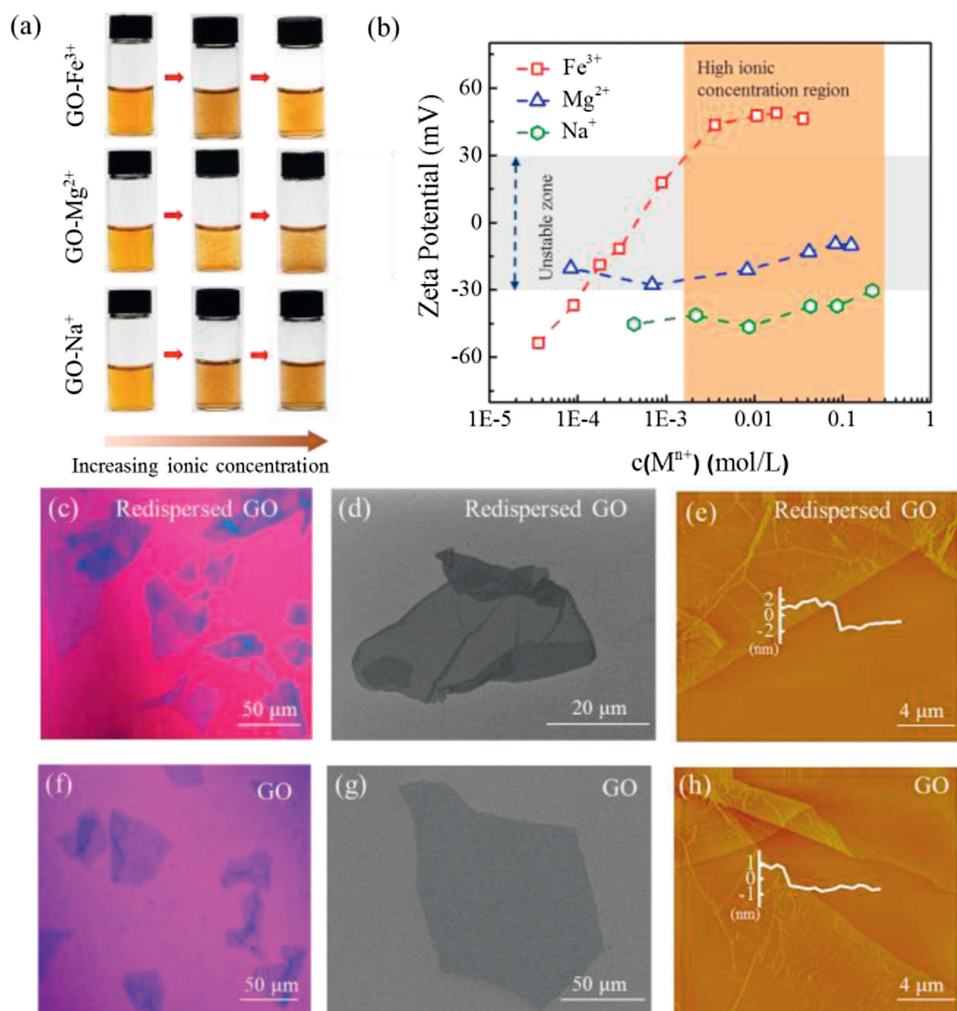 (a)
GO-Fe³⁺
GO-Mg²⁺
GO-Na⁺
Increasing ionic concentration
(b)
Zeta Potential (mV)
60
30
0
-30
-60
Fe³⁺
Mg²⁺
Na⁺
High ionic
concentration region
Unstable zone
1E-5 1E-4 1E-3 0.01 0.1 1
c(Mⁿ⁺) (mol/L)
(c) Redispersed GO
50 μm
(d) Redispersed GO
20 μm
(e) Redispersed GO
2
0
-2
(nm)
4 μm
(f) GO
50 μm
(g) GO
50 μm
(h) GO
1
0
-1
(nm)
4 μm